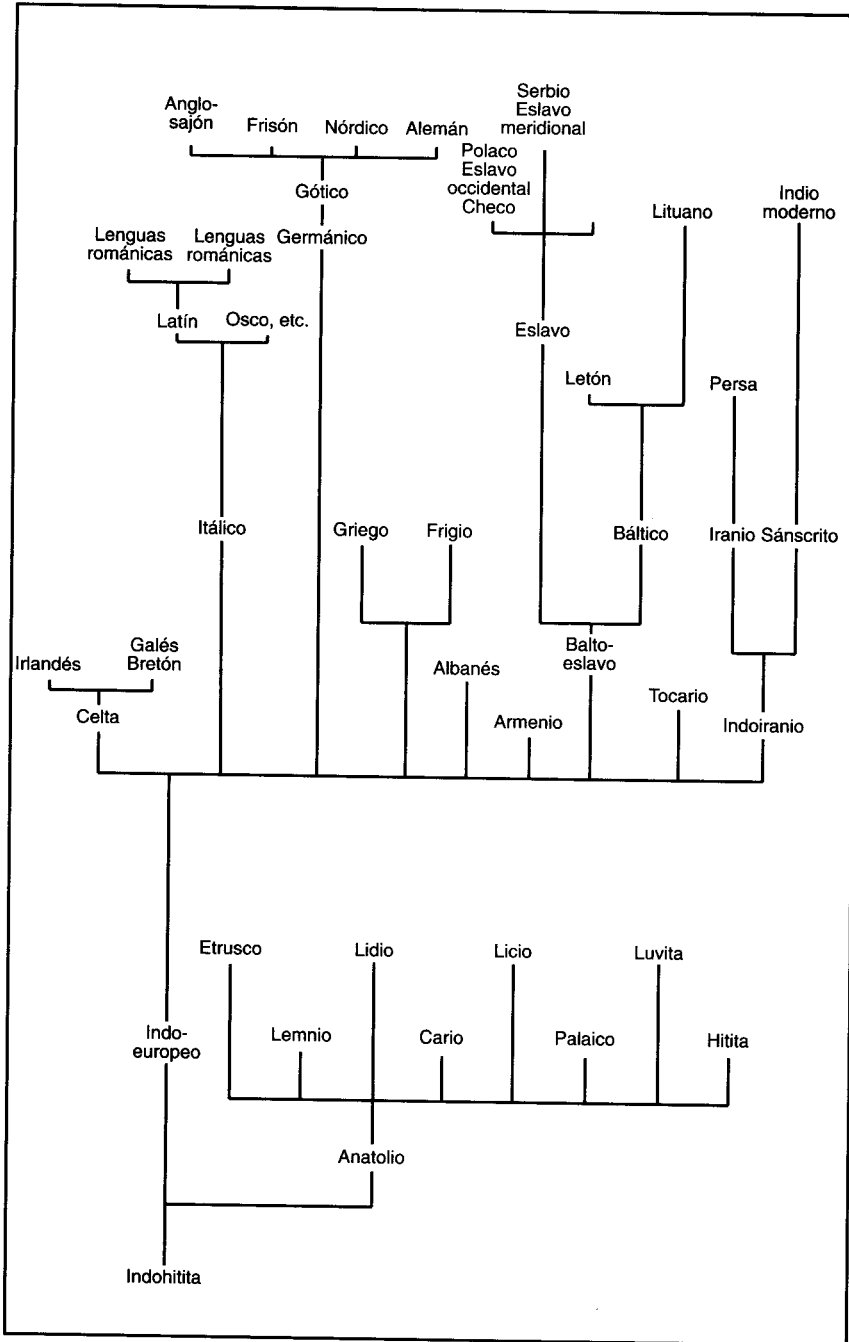 Serbio
Eslavo
meridional
Anglo-
sajón
Frisón
Nórdico
Alemán
Polaco
Eslavo
occidental
Checo
Gótico
Lituano
Indio
moderno
Lenguas
románicas
Lenguas
románicas
Germánico
Latín
Osco, etc.
Eslavo
Letón
Persa
Itálico
Griego
Frigio
Báltico
Iranio
Sánscrito
Irlandés
Galés
Bretón
Albanés
Balto-
eslavo
Celta
Armenio
Tocario
Indoiranio
Etrusco
Lidio
Licio
Luvita
Indo-
europeo
Lemnio
Cario
Palaico
Hitita
Anatolio
Indohitita